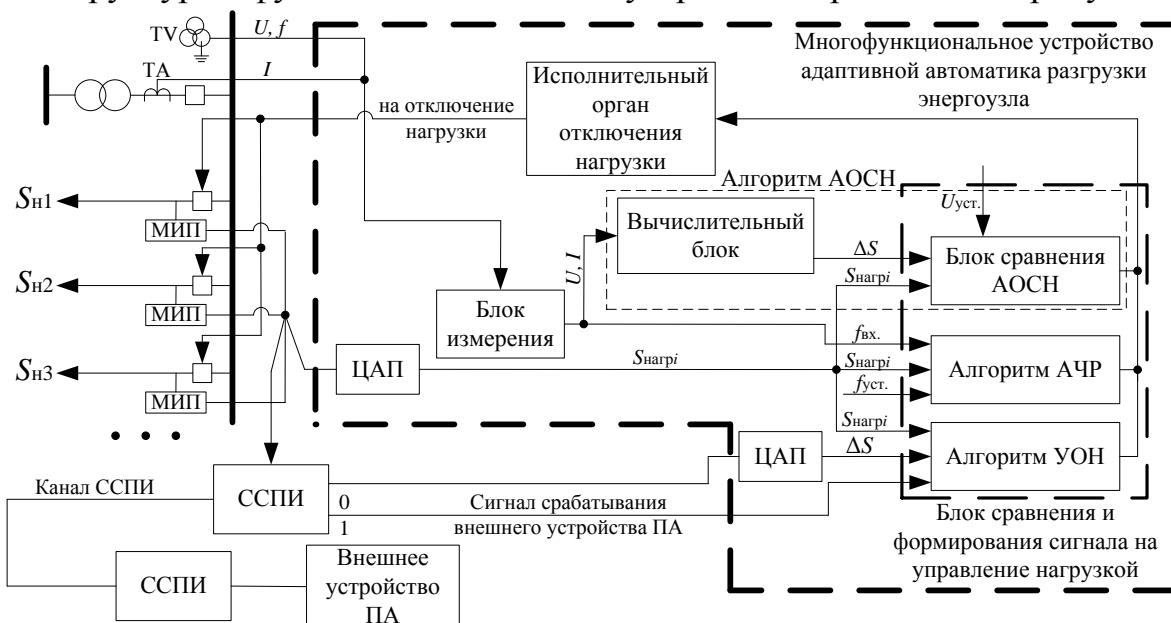 TV
U, f
TA
I
Многофункциональное устройство
адаптивной автоматика разгрузки
энергоузла
Исполнительный
орган
отключения
нагрузки
на отключение
нагрузки
Алгоритм АОСН
Sн1
МИП
Вычислительный
блок
U, I
Uуст.
ΔS
Sнагрi
Блок сравнения
АОСН
Sн2
МИП
Блок
измерения
fвх.
Sнагрi
fуст.
Алгоритм АЧР
ЦАП
Sнагрi
Sн3
МИП
• • •
Sнагрi
ЦАП
ΔS
Алгоритм УОН
Канал ССПИ
ССПИ
0
1
Сигнал срабатывания
внешнего устройства ПА
Блок сравнения и
формирования сигнала на
управление нагрузкой
ССПИ
Внешнее
устройство
ПА